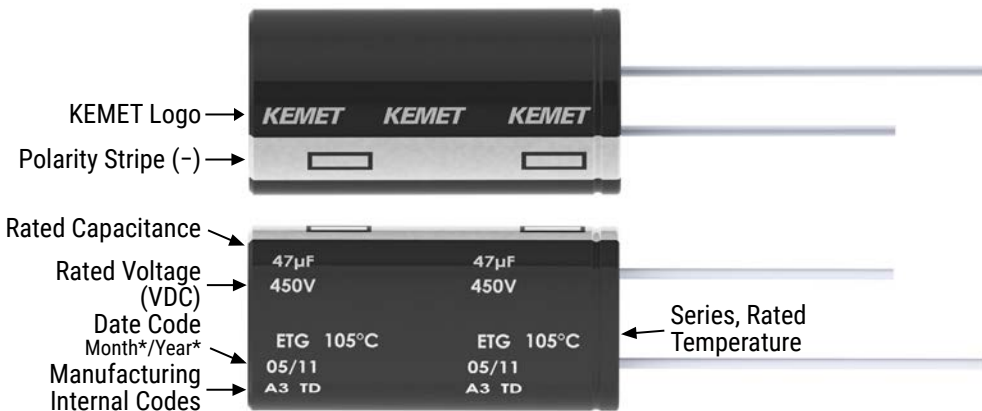 KEMET Logo
KEMET KEMET KEMET
Polarity Stripe (−)
Rated Capacitance
47µF 47µF
Rated Voltage
(VDC)
450V 450V
Date Code
Month*/Year*
ETG 105°C ETG 105°C
Series, Rated
Temperature
05/11 05/11
Manufacturing
Internal Codes
A3 TD A3 TD